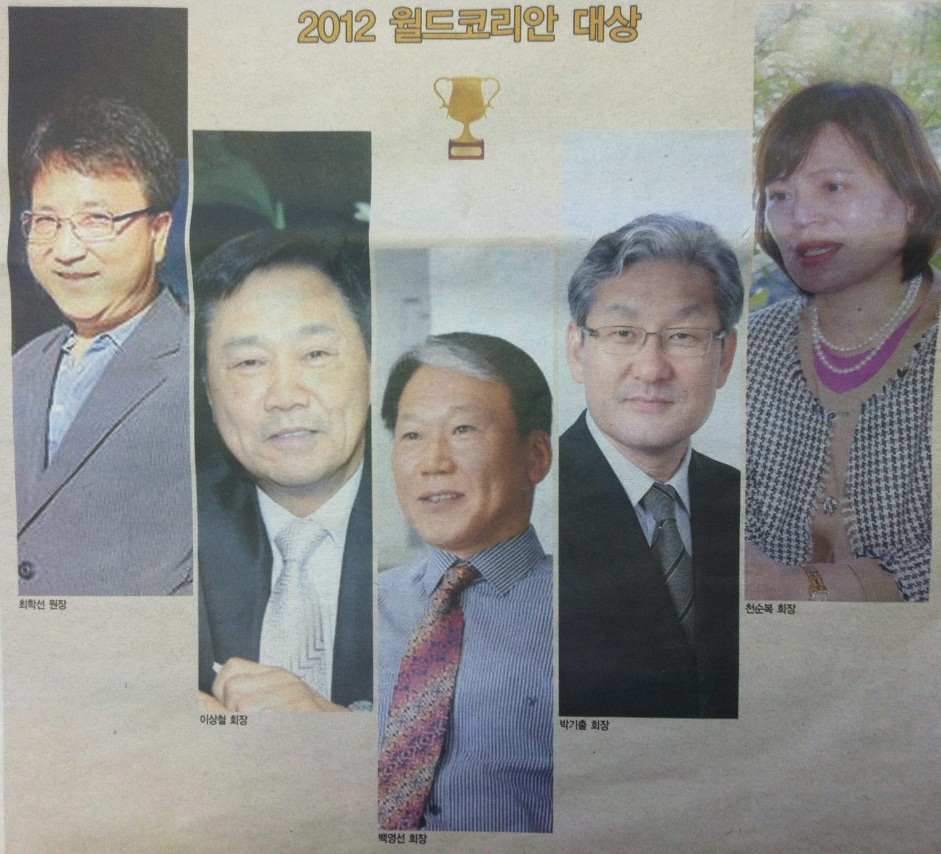 2012 월드코리안 대상
최학선 원장
이상철 회장
백영선 회장
박기출 회장
천순복 회장